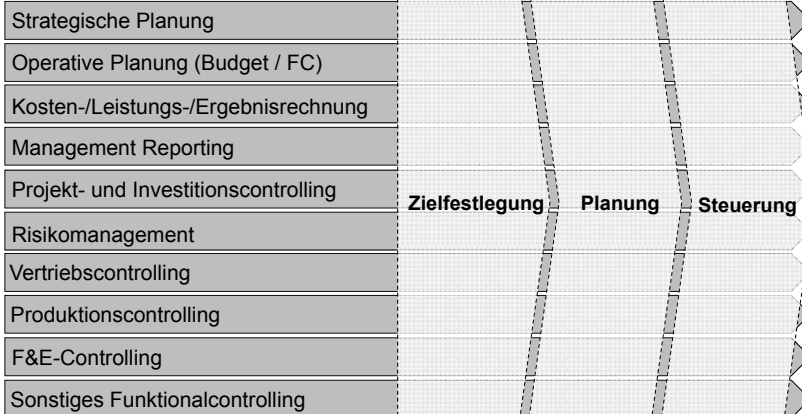 Strategische Planung
Operative Planung (Budget / FC)
Kosten-/Leistungs-/Ergebnisrechnung
Management Reporting
Projekt- und Investitionscontrolling
Zielfestlegung Planung Steuerung
Risikomanagement
Vertriebscontrolling
Produktionscontrolling
F&E-Controlling
Sonstiges Funktionalcontrolling